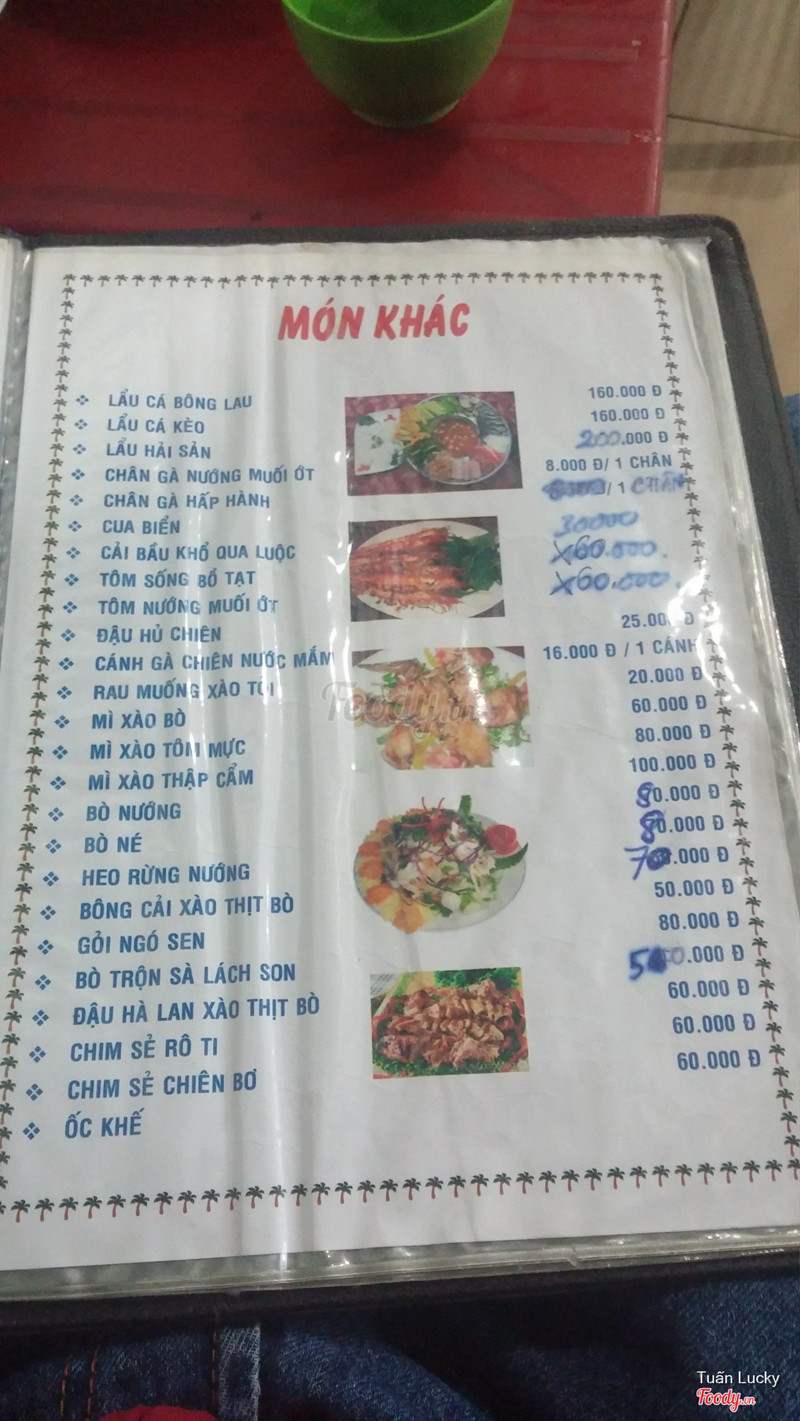 MÓN KHÁC
LẨU CÁ BÔNG LAU
LẨU CÁ KÈO
LẨU HẢI SẢN
CHÂN GÀ NƯỚNG MUỐI ỚT
CHÂN GÀ HẤP HÀNH
CUA BIỂN
CẢI BẦU KHỔ QUA LUỘC
TÔM SỐNG BỔ TẠT
TÔM NƯỚNG MUỐI ỚT
ĐẬU HỦ CHIÊN
CÁNH GÀ CHIÊN NƯỚC MẮM
RAU MUỐNG XÀO TỎI
MÌ XÀO BÒ
MÌ XÀO TÔM MỰC
MÌ XÀO THẬP CẨM
BÒ NƯỚNG
BÒ NÉ
HEO RỪNG NƯỚNG
BÔNG CẢI XÀO THỊT BÒ
GỎI NGÓ SEN
BÒ TRỘN SÀ LÁCH SON
ĐẬU HÀ LAN XÀO THỊT BÒ
CHIM SẺ RÔ TI
CHIM SẺ CHIÊN BƠ
ỐC KHẾ
160.000 Đ
160.000 Đ
200.000 Đ
8.000 Đ/ 1 CHÂN
/ 1 CHÂN
30000
60.000
60.000
25.000 Đ
16.000 Đ / 1 CÁNH
20.000 Đ
60.000 Đ
80.000 Đ
100.000 Đ
80.000 Đ
80.000 Đ
70.000 Đ
50.000 Đ
80.000 Đ
.000 Đ
60.000 Đ
60.000 Đ
60.000 Đ
Foody.vn
Tuấn Lucky
Foody.vn